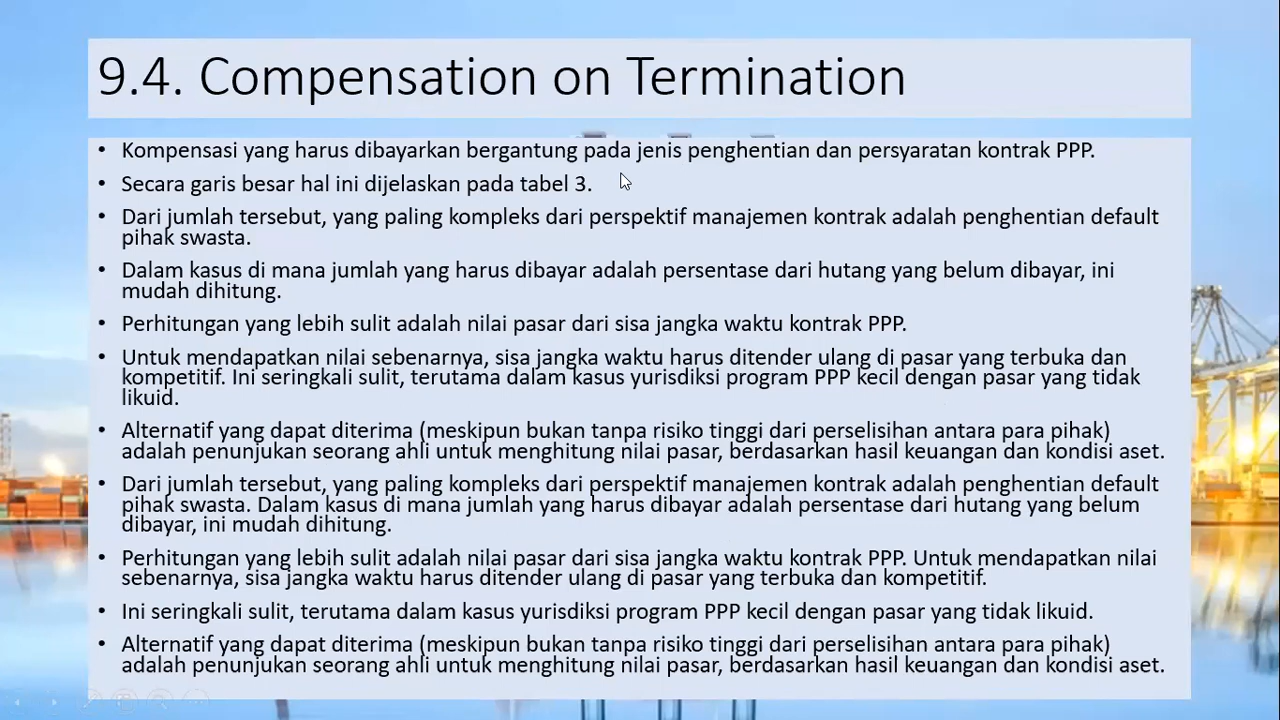 9.4. Compensation on Termination
• Kompensasi yang harus dibayarkan bergantung pada jenis penghentian dan persyaratan kontrak PPP.
• Secara garis besar hal ini dijelaskan pada tabel 3.
• Dari jumlah tersebut, yang paling kompleks dari perspektif manajemen kontrak adalah penghentian default
pihak swasta.
• Dalam kasus di mana jumlah yang harus dibayar adalah persentase dari hutang yang belum dibayar, ini
mudah dihitung.
• Perhitungan yang lebih sulit adalah nilai pasar dari sisa jangka waktu kontrak PPP.
• Untuk mendapatkan nilai sebenarnya, sisa jangka waktu harus ditender ulang di pasar yang terbuka dan
kompetitif. Ini seringkali sulit, terutama dalam kasus yurisdiksi program PPP kecil dengan pasar yang tidak
likuid.
• Alternatif yang dapat diterima (meskipun bukan tanpa risiko tinggi dari perselisihan antara para pihak)
adalah penunjukan seorang ahli untuk menghitung nilai pasar, berdasarkan hasil keuangan dan kondisi aset.
• Dari jumlah tersebut, yang paling kompleks dari perspektif manajemen kontrak adalah penghentian default
pihak swasta. Dalam kasus di mana jumlah yang harus dibayar adalah persentase dari hutang yang belum
dibayar, ini mudah dihitung.
• Perhitungan yang lebih sulit adalah nilai pasar dari sisa jangka waktu kontrak PPP. Untuk mendapatkan nilai
sebenarnya, sisa jangka waktu harus ditender ulang di pasar yang terbuka dan kompetitif.
• Ini seringkali sulit, terutama dalam kasus yurisdiksi program PPP kecil dengan pasar yang tidak likuid.
• Alternatif yang dapat diterima (meskipun bukan tanpa risiko tinggi dari perselisihan antara para pihak)
adalah penunjukan seorang ahli untuk menghitung nilai pasar, berdasarkan hasil keuangan dan kondisi aset.